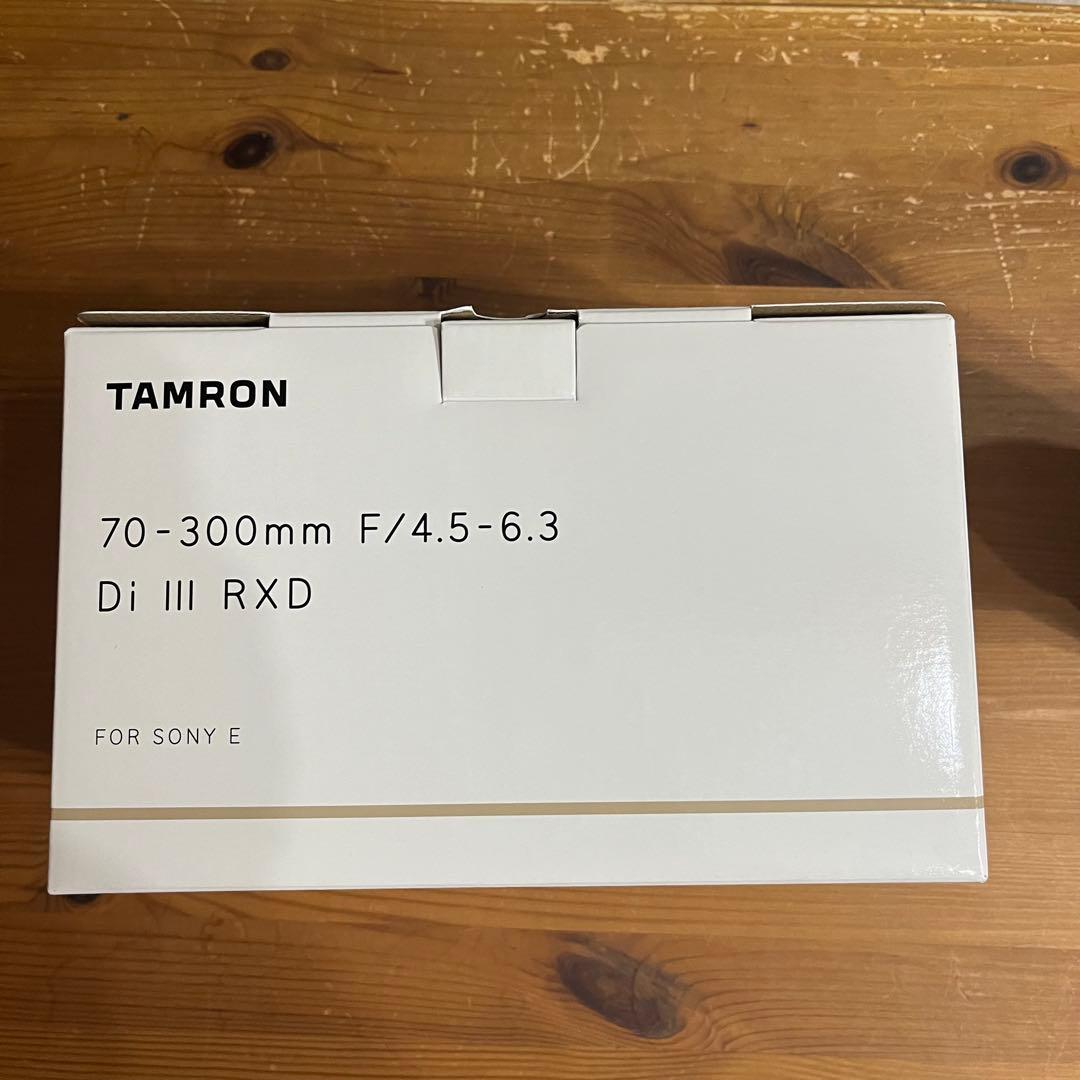 TAMRON
70-300mm F/4.5-6.3
Di III RXD
FOR SONY E